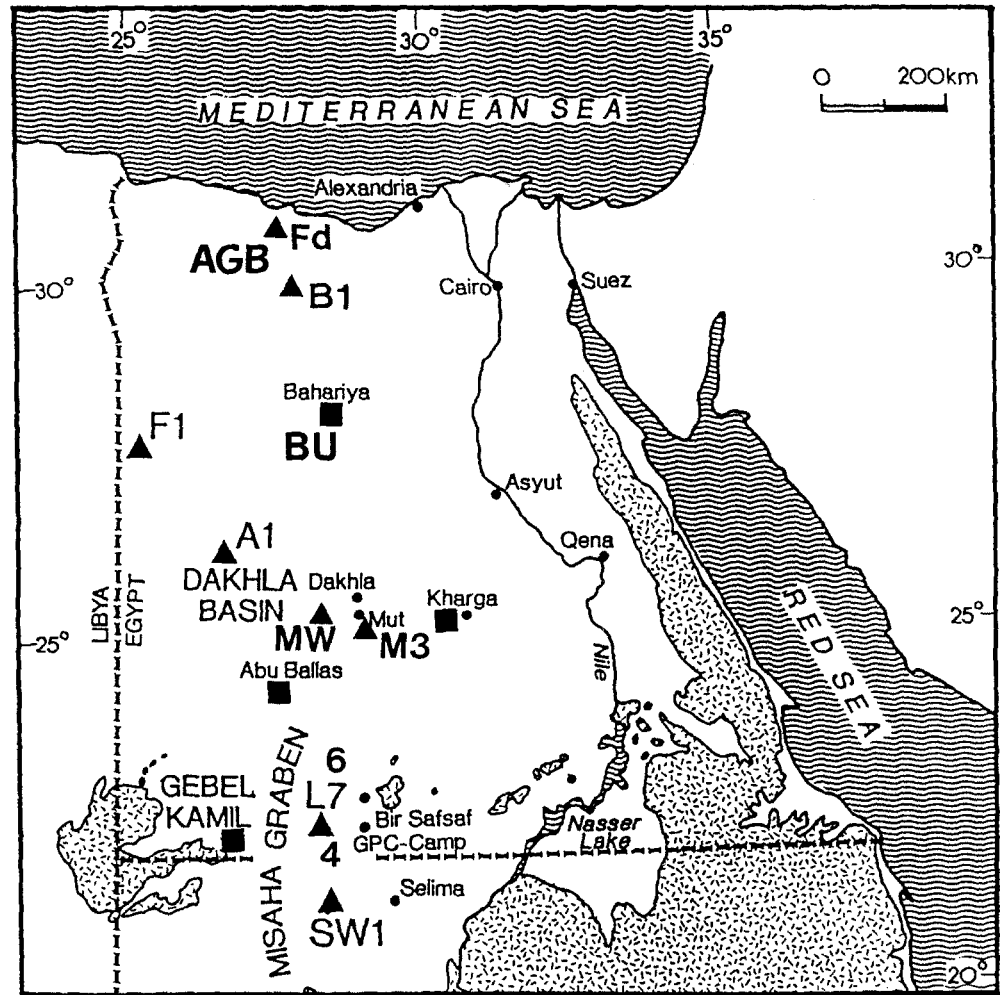 25° 30° 35°
0 200km
MEDITERRANEAN SEA
Alexandria
Fd
AGB
B1
30°
30°
Cairo
Suez
Bahariya
BU
F1
Asyut
A1
Qena
DAKHLA
BASIN
Dakhla
Mut
Kharga
MW
M3
LIBYA
EGYPT
25°
25°
Abu Ballas
Nile
RED SEA
MISAHA GRABEN
6
L7
4
GEBEL
KAMIL
Bir Safsaf
GPC-Camp
Nasser
Lake
Selima
SW1
20°